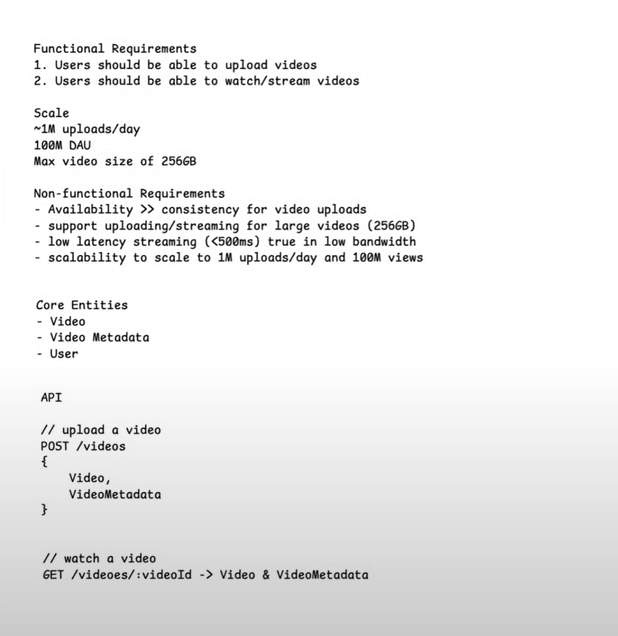 Functional Requirements
1. Users should be able to upload videos
2. Users should be able to watch/stream videos
Scale
~1M uploads/day
100M DAU
Max video size of 256GB
Non-functional Requirements
- Availability >> consistency for video uploads
- support uploading/streaming for large videos (256GB)
- low latency streaming (<500ms) true in low bandwidth
- scalability to scale to 1M uploads/day and 100M views
Core Entities
- Video
- Video Metadata
- User
API
// upload a video
POST /videos
{
Video,
VideoMetadata
}
// watch a video
GET /videoes/:videoId -> Video & VideoMetadata